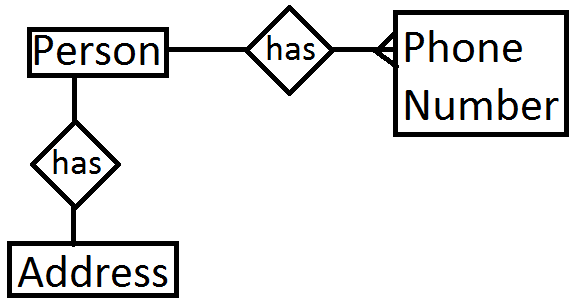 Person
has
Phone
Number
has
Address